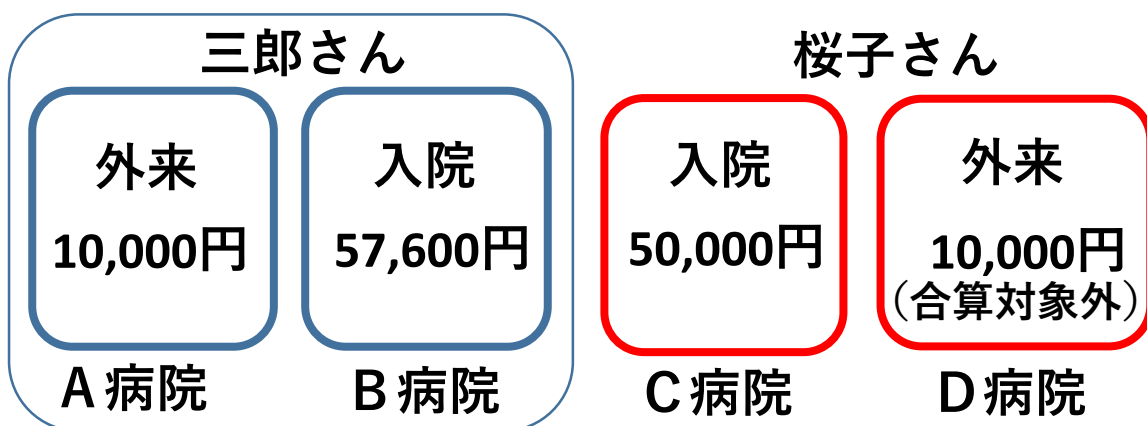 三郎さん
外来
10,000円
A病院
入院
57,600円
B病院
桜子さん
入院
50,000円
C病院
外来
10,000円
（合算対象外）
D病院